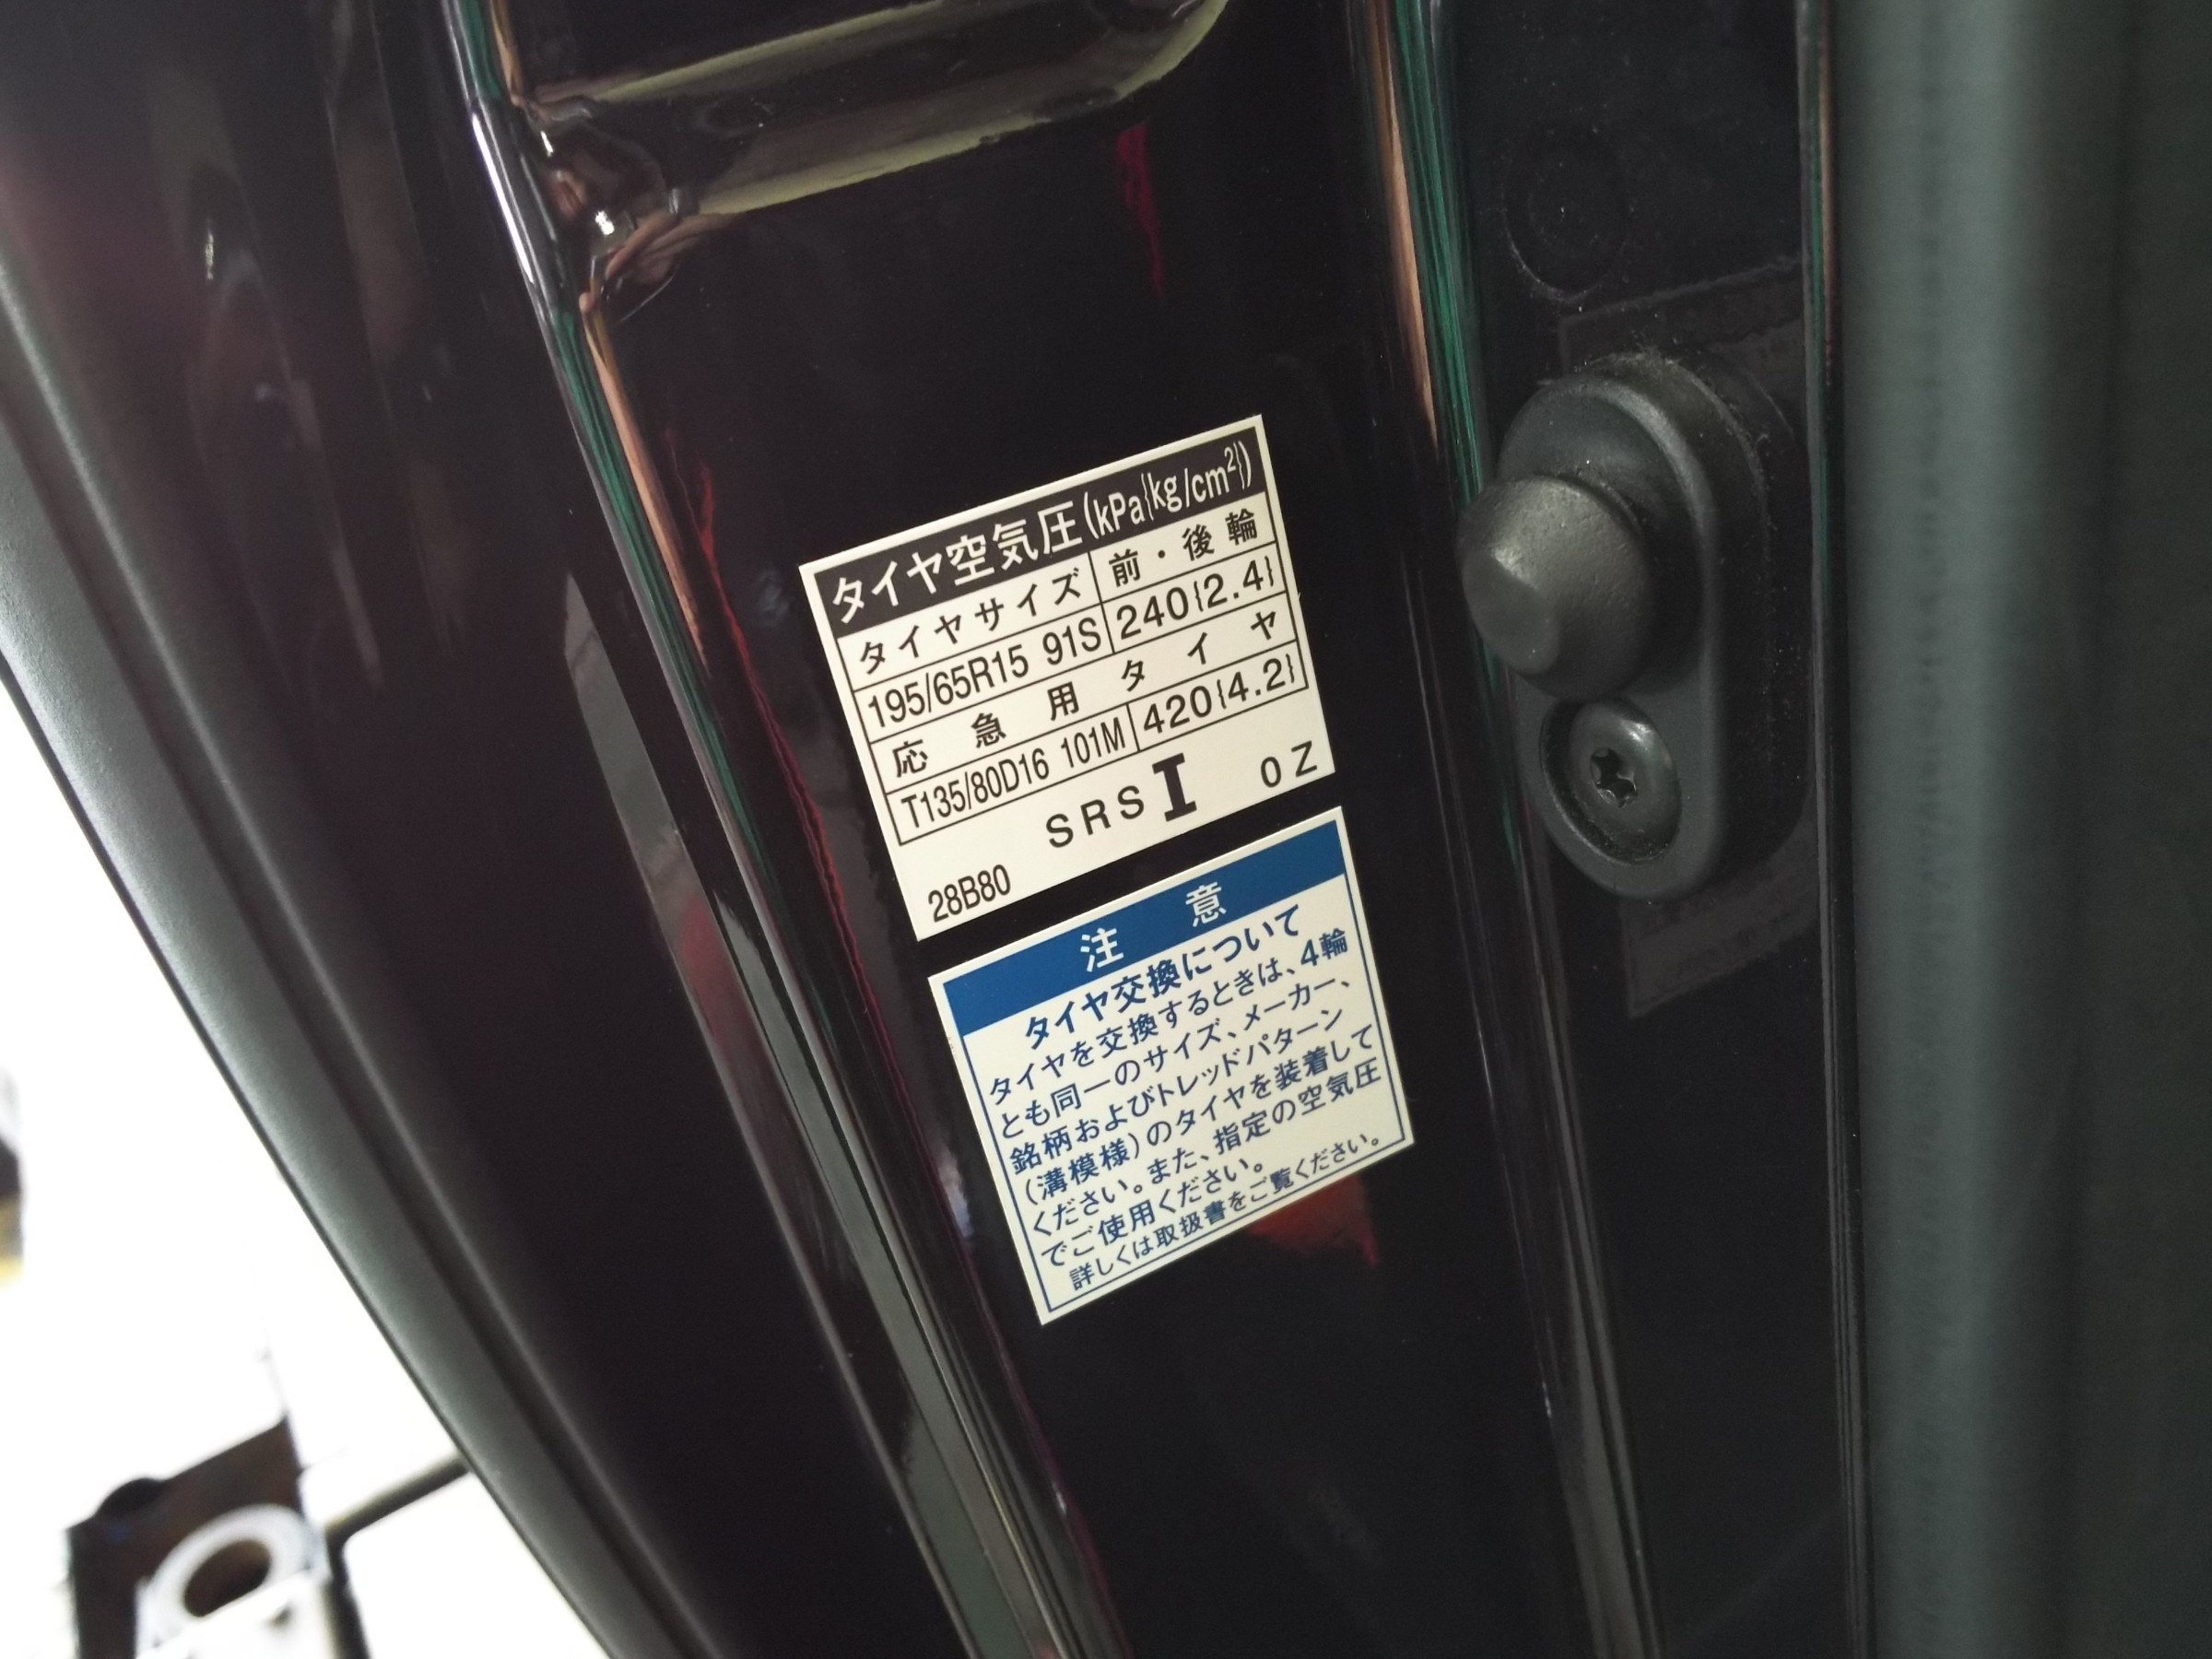 タイヤ空気圧(kPa{kg/cm²})
タイヤサイズ 前・後輪
195/65R15 91S 240{2.4}
応急用タイヤ
T135/80D16 101M 420{4.2}
SRS I 0Z
28B80
注意
タイヤ交換について
タイヤを交換するときは、4輪
とも同一のサイズ、メーカー、
銘柄およびトレッドパターン
(溝模様)のタイヤを装着して
ください。また、指定の空気圧
でご使用ください。
詳しくは取扱書をご覧ください。